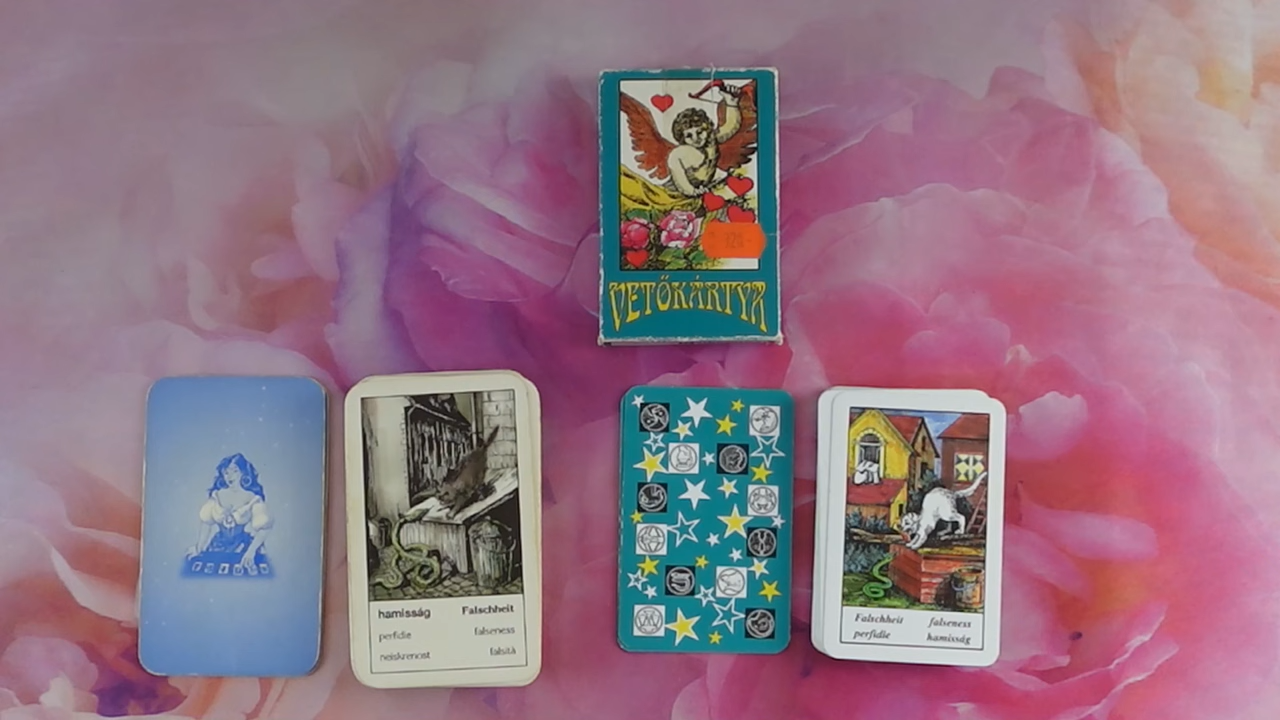 VETŐKÁRTYA
hamisság Falschheit
perfidie falseness
neiskrenost falsità
Falschheit falseness
perfidie hamisság